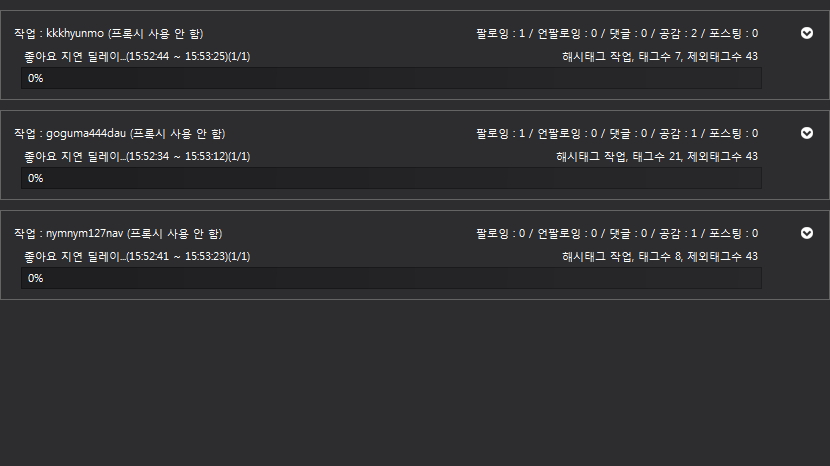 작업 : kkkhyunmo (프록시 사용 안 함) 팔로잉 : 1 / 언팔로잉 : 0 / 댓글 : 0 / 공감 : 2 / 포스팅 : 0
좋아요 지연 딜레이...(15:52:44 ~ 15:53:25)(1/1) 해시태그 작업, 태그수 7, 제외태그수 43
0%
작업 : goguma444dau (프록시 사용 안 함) 팔로잉 : 1 / 언팔로잉 : 0 / 댓글 : 0 / 공감 : 1 / 포스팅 : 0
좋아요 지연 딜레이...(15:52:34 ~ 15:53:12)(1/1) 해시태그 작업, 태그수 21, 제외태그수 43
0%
작업 : nymnym127nav (프록시 사용 안 함) 팔로잉 : 0 / 언팔로잉 : 0 / 댓글 : 0 / 공감 : 1 / 포스팅 : 0
좋아요 지연 딜레이...(15:52:41 ~ 15:53:23)(1/1) 해시태그 작업, 태그수 8, 제외태그수 43
0%